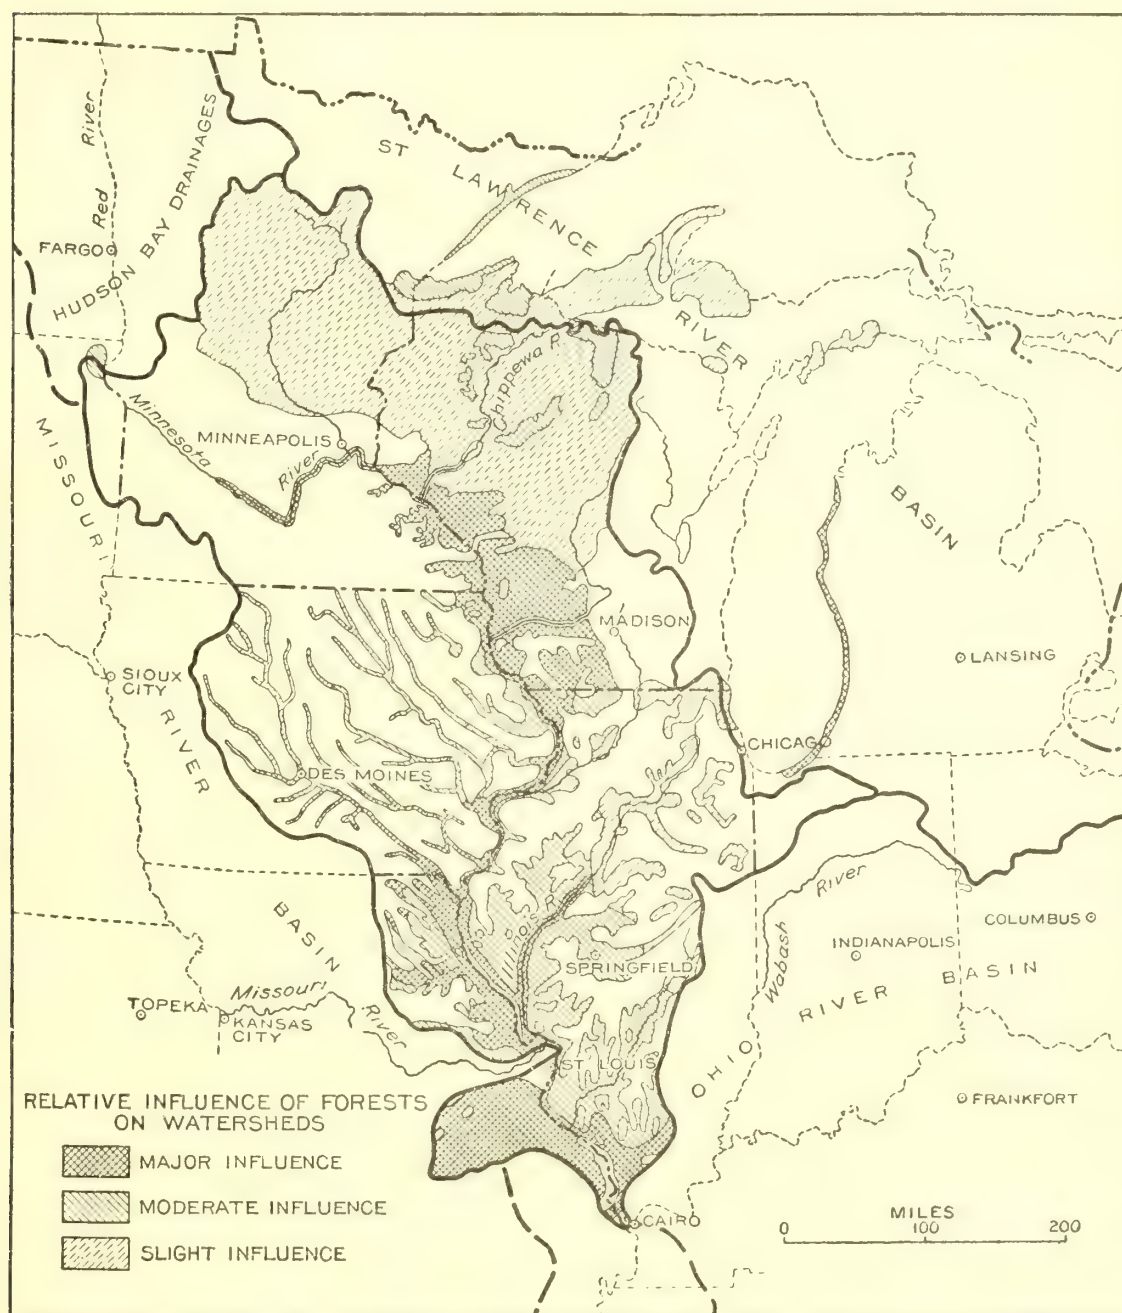 ST LAWRENCE RIVER BASIN
Red River
HUDSON BAY DRAINAGES
FARGO
Chippewa R.
Minnesota River
MINNEAPOLIS
MISSOURI RIVER BASIN
MADISON
LANSING
SIOUX
CITY
CHICAGO
DES MOINES
Illinois R.
Wabash River
COLUMBUS
INDIANAPOLIS
SPRINGFIELD
OHIO RIVER BASIN
Missouri River
TOPEKA
KANSAS
CITY
ST LOUIS
FRANKFORT
CAIRO
RELATIVE INFLUENCE OF FORESTS
ON WATERSHEDS
MAJOR INFLUENCE
MODERATE INFLUENCE
SLIGHT INFLUENCE
MILES
0 100 200